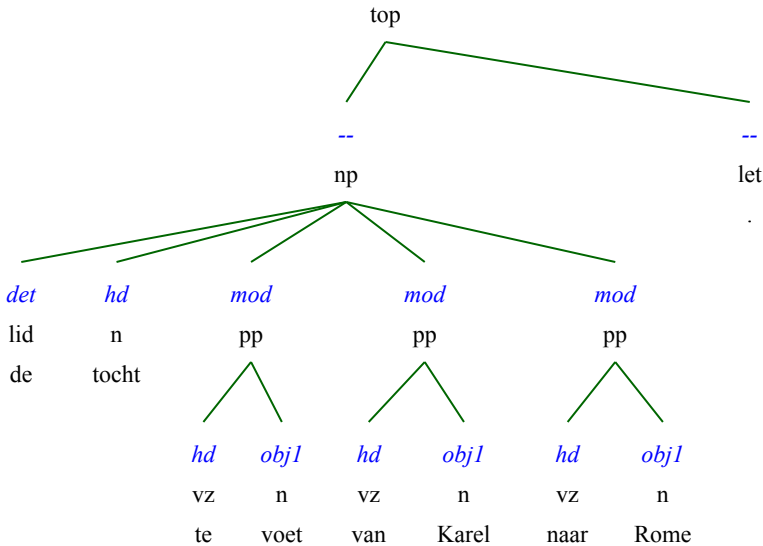 top
-- --
np let
.
det hd mod mod mod
lid n pp pp pp
de tocht
hd obj1 hd obj1 hd obj1
vz n vz n vz n
te voet van Karel naar Rome